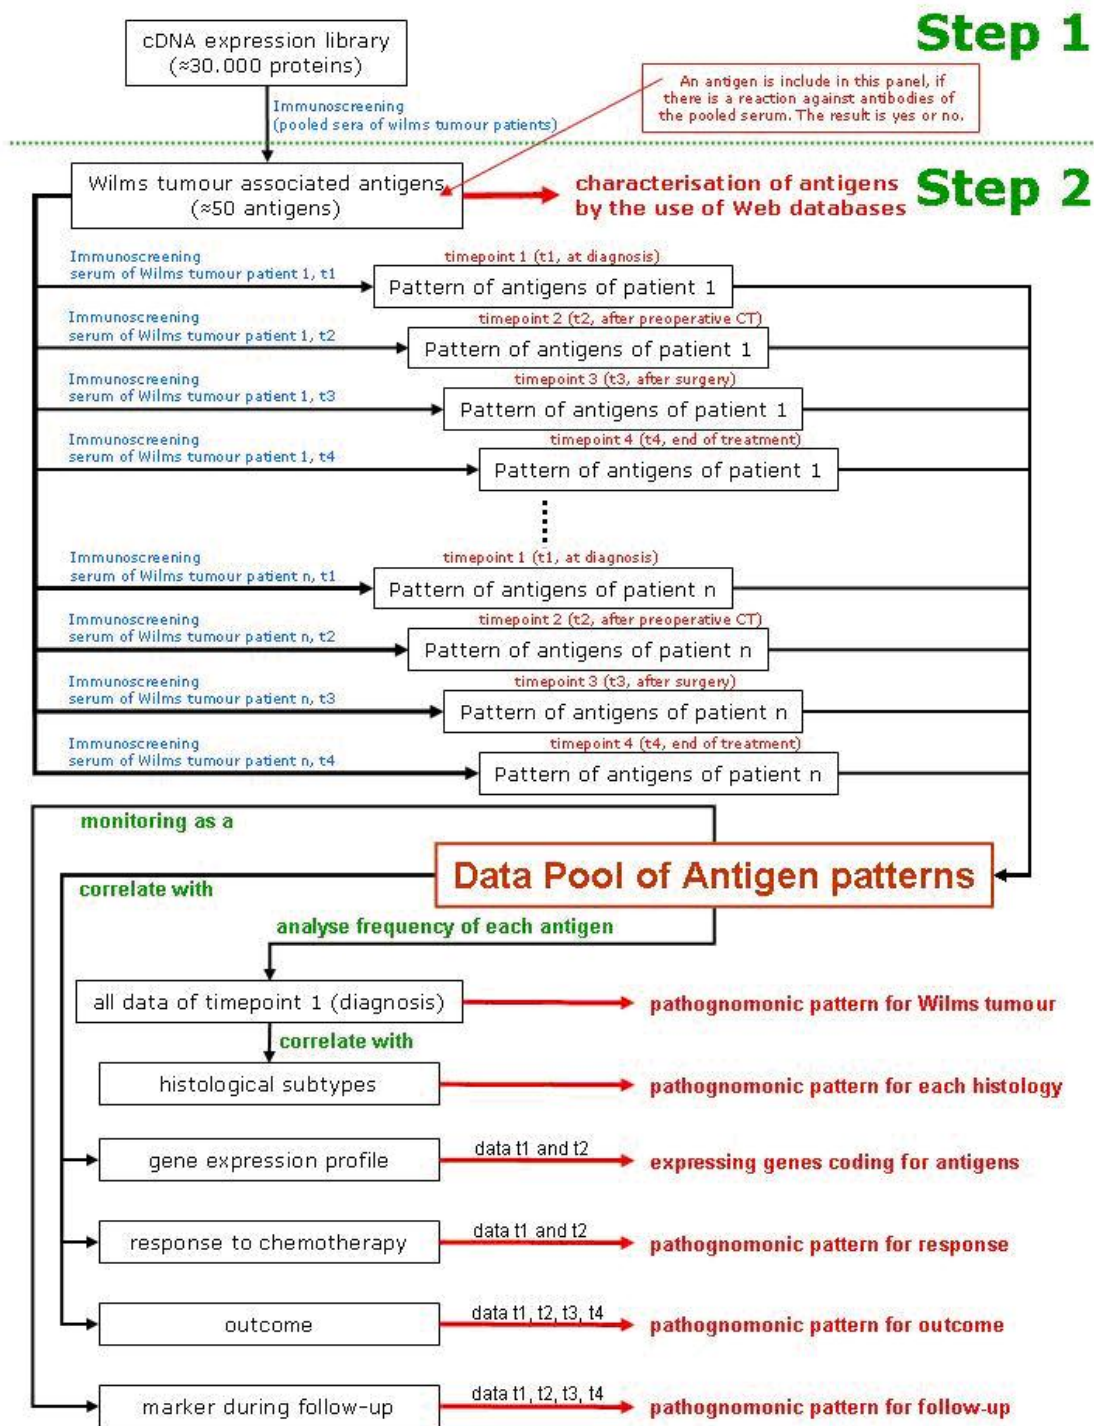 Step 1
cDNA expression library
(≈30.000 proteins)
An antigen is include in this panel, if
there is a reaction against antibodies of
the pooled serum. The result is yes or no.
Immunoscreening
(pooled sera of wilms tumour patients)
Step 2
Wilms tumour associated antigens
(≈50 antigens)
characterisation of antigens
by the use of Web databases
Immunoscreening
serum of Wilms tumour patient 1, t1
timepoint 1 (t1, at diagnosis)
Pattern of antigens of patient 1
Immunoscreening
serum of Wilms tumour patient 1, t2
timepoint 2 (t2, after preoperative CT)
Pattern of antigens of patient 1
Immunoscreening
serum of Wilms tumour patient 1, t3
timepoint 3 (t3, after surgery)
Pattern of antigens of patient 1
Immunoscreening
serum of Wilms tumour patient 1, t4
timepoint 4 (t4, end of treatment)
Pattern of antigens of patient 1
Immunoscreening
serum of Wilms tumour patient n, t1
timepoint 1 (t1, at diagnosis)
Pattern of antigens of patient n
Immunoscreening
serum of Wilms tumour patient n, t2
timepoint 2 (t2, after preoperative CT)
Pattern of antigens of patient n
Immunoscreening
serum of Wilms tumour patient n, t3
timepoint 3 (t3, after surgery)
Pattern of antigens of patient n
Immunoscreening
serum of Wilms tumour patient n, t4
timepoint 4 (t4, end of treatment)
Pattern of antigens of patient n
monitoring as a
Data Pool of Antigen patterns
correlate with
analyse frequency of each antigen
all data of timepoint 1 (diagnosis)
pathognomonic pattern for Wilms tumour
correlate with
histological subtypes
pathognomonic pattern for each histology
gene expression profile
data t1 and t2
expressing genes coding for antigens
response to chemotherapy
data t1 and t2
pathognomonic pattern for response
outcome
data t1, t2, t3, t4
pathognomonic pattern for outcome
marker during follow-up
data t1, t2, t3, t4
pathognomonic pattern for follow-up